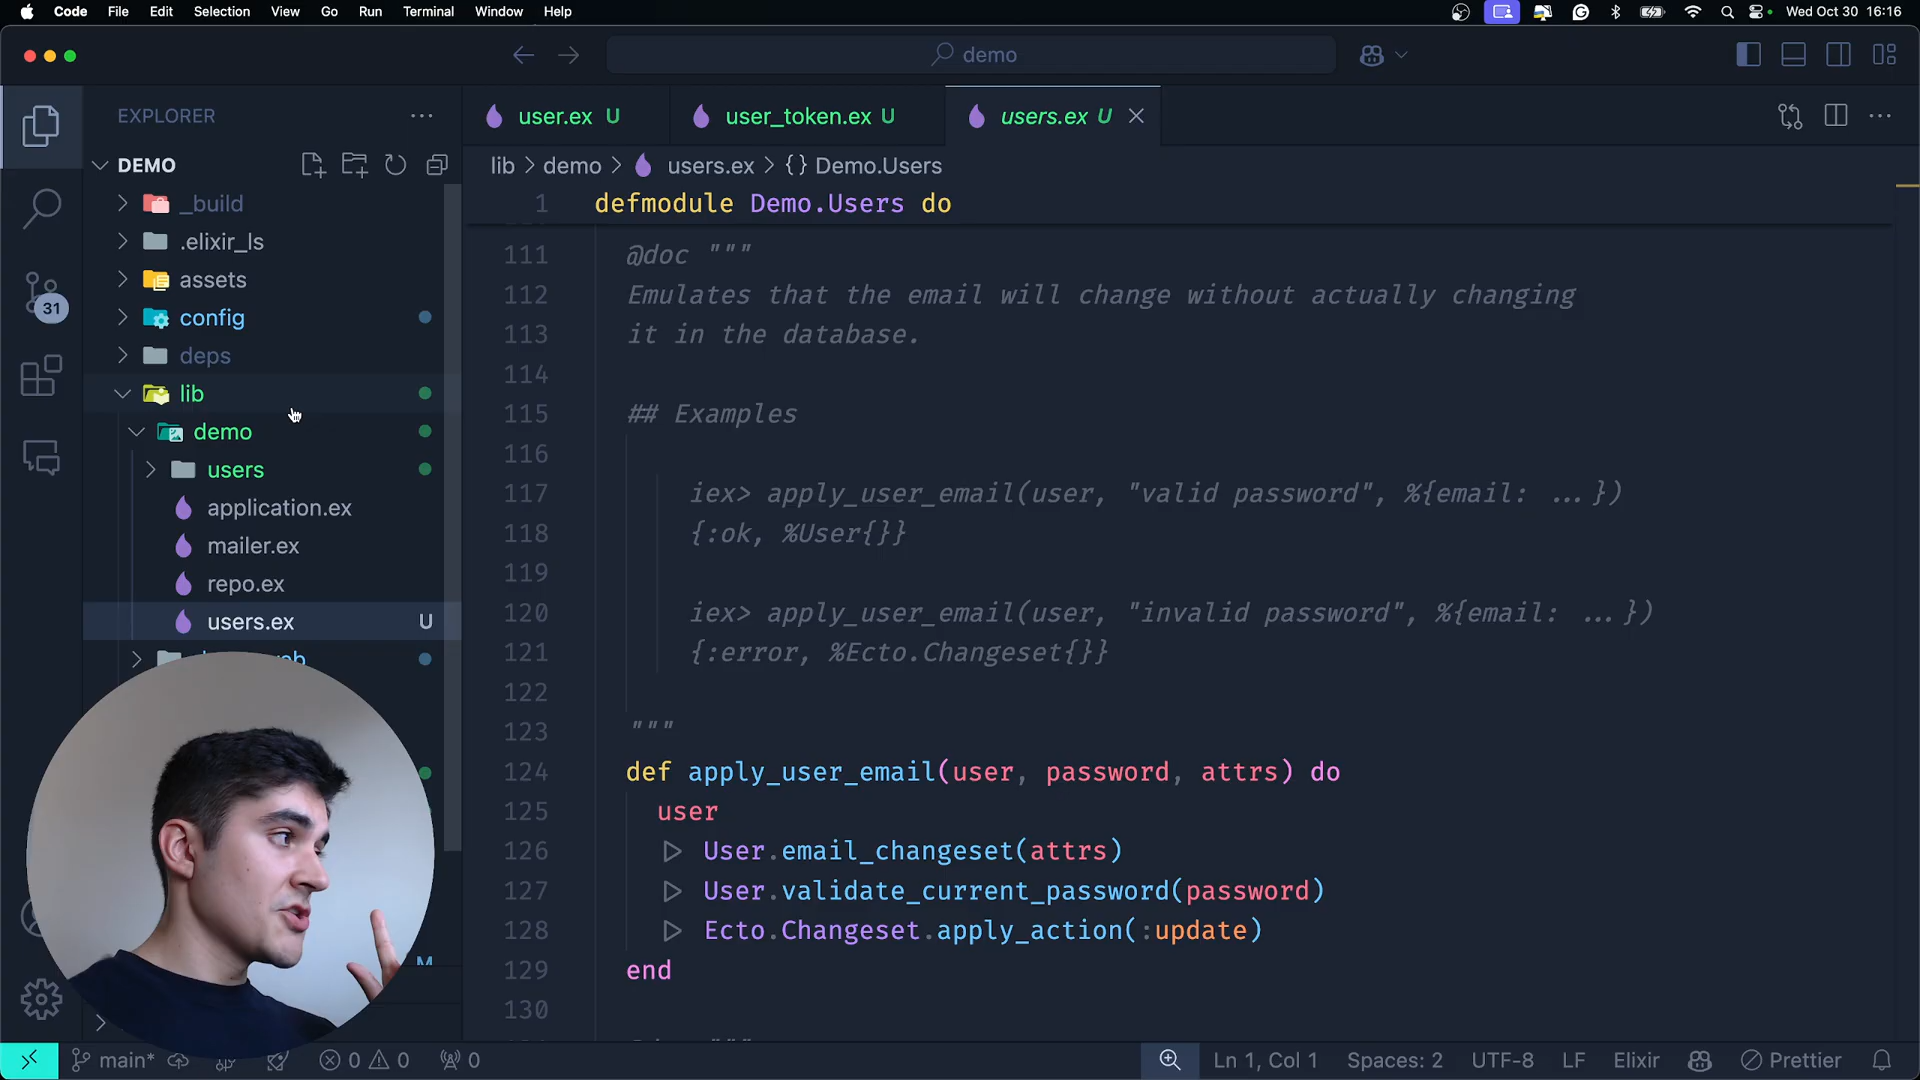 Code File Edit Selection View Go Run Terminal Window Help Wed Oct 30 16:16
demo
EXPLORER
DEMO
_build
.elixir_ls
assets
config
deps
lib
demo
users
application.ex
mailer.ex
repo.ex
users.ex U
31
M
user.ex U
user_token.ex U
users.ex U
lib > demo > users.ex > {} Demo.Users
1 defmodule Demo.Users do
111 @doc """
112 Emulates that the email will change without actually changing
113 it in the database.
114
115 ## Examples
116
117 iex> apply_user_email(user, "valid password", %{email: ...})
118 {:ok, %User{}}
119
120 iex> apply_user_email(user, "invalid password", %{email: ...})
121 {:error, %Ecto.Changeset{}}
122
123 """
124 def apply_user_email(user, password, attrs) do
125 user
126 |> User.email_changeset(attrs)
127 |> User.validate_current_password(password)
128 |> Ecto.Changeset.apply_action(:update)
129 end
130
main* 0 0 0 Ln 1, Col 1 Spaces: 2 UTF-8 LF Elixir Prettier